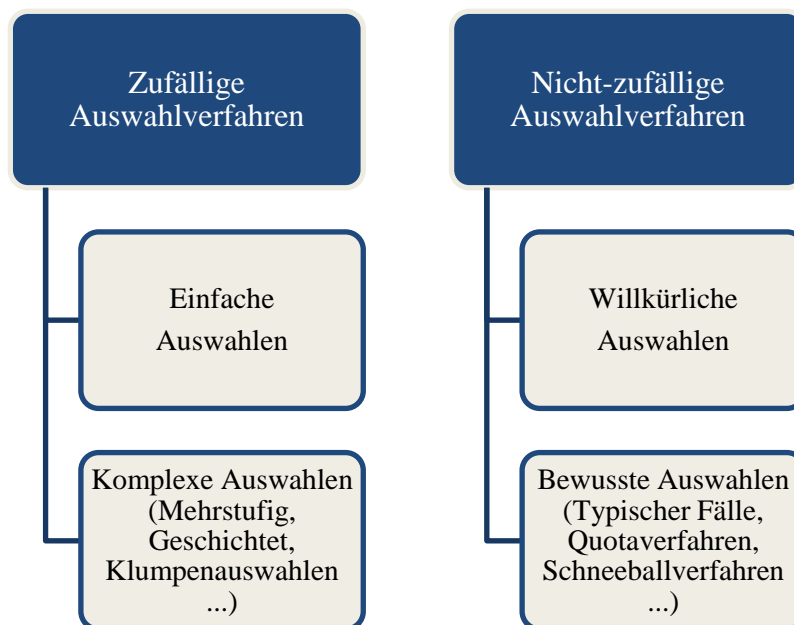 Zufällige
Auswahlverfahren
Einfache
Auswahlen
Komplexe Auswahlen
(Mehrstufig,
Geschichtet,
Klumpenauswahlen
...)
Nicht-zufällige
Auswahlverfahren
Willkürliche
Auswahlen
Bewusste Auswahlen
(Typischer Fälle,
Quotaverfahren,
Schneeballverfahren
...)